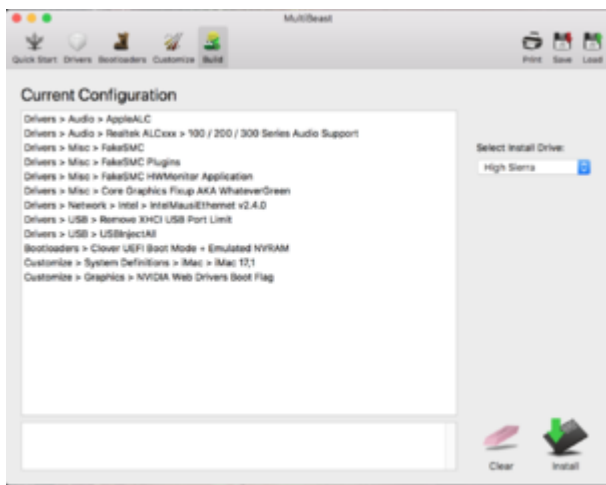 MultiBeast
Quick Start Drivers Bootloaders Customize Build Print Save Load
Current Configuration
Drivers > Audio > AppleALC
Drivers > Audio > Realtek ALCxxx > 100 / 200 / 300 Series Audio Support
Drivers > Misc > FakeSMC
Drivers > Misc > FakeSMC Plugins
Drivers > Misc > FakeSMC HWMonitor Application
Drivers > Misc > Core Graphics Fixup AKA WhateverGreen
Drivers > Network > Intel > IntelMausiEthernet v2.4.0
Drivers > USB > Remove XHCI USB Port Limit
Drivers > USB > USBInjectAll
Bootloaders > Clover UEFI Boot Mode + Emulated NVRAM
Customize > System Definitions > iMac > iMac 17,1
Customize > Graphics > NVIDIA Web Drivers Boot Flag
Select Install Drive:
High Sierra
Clear Install